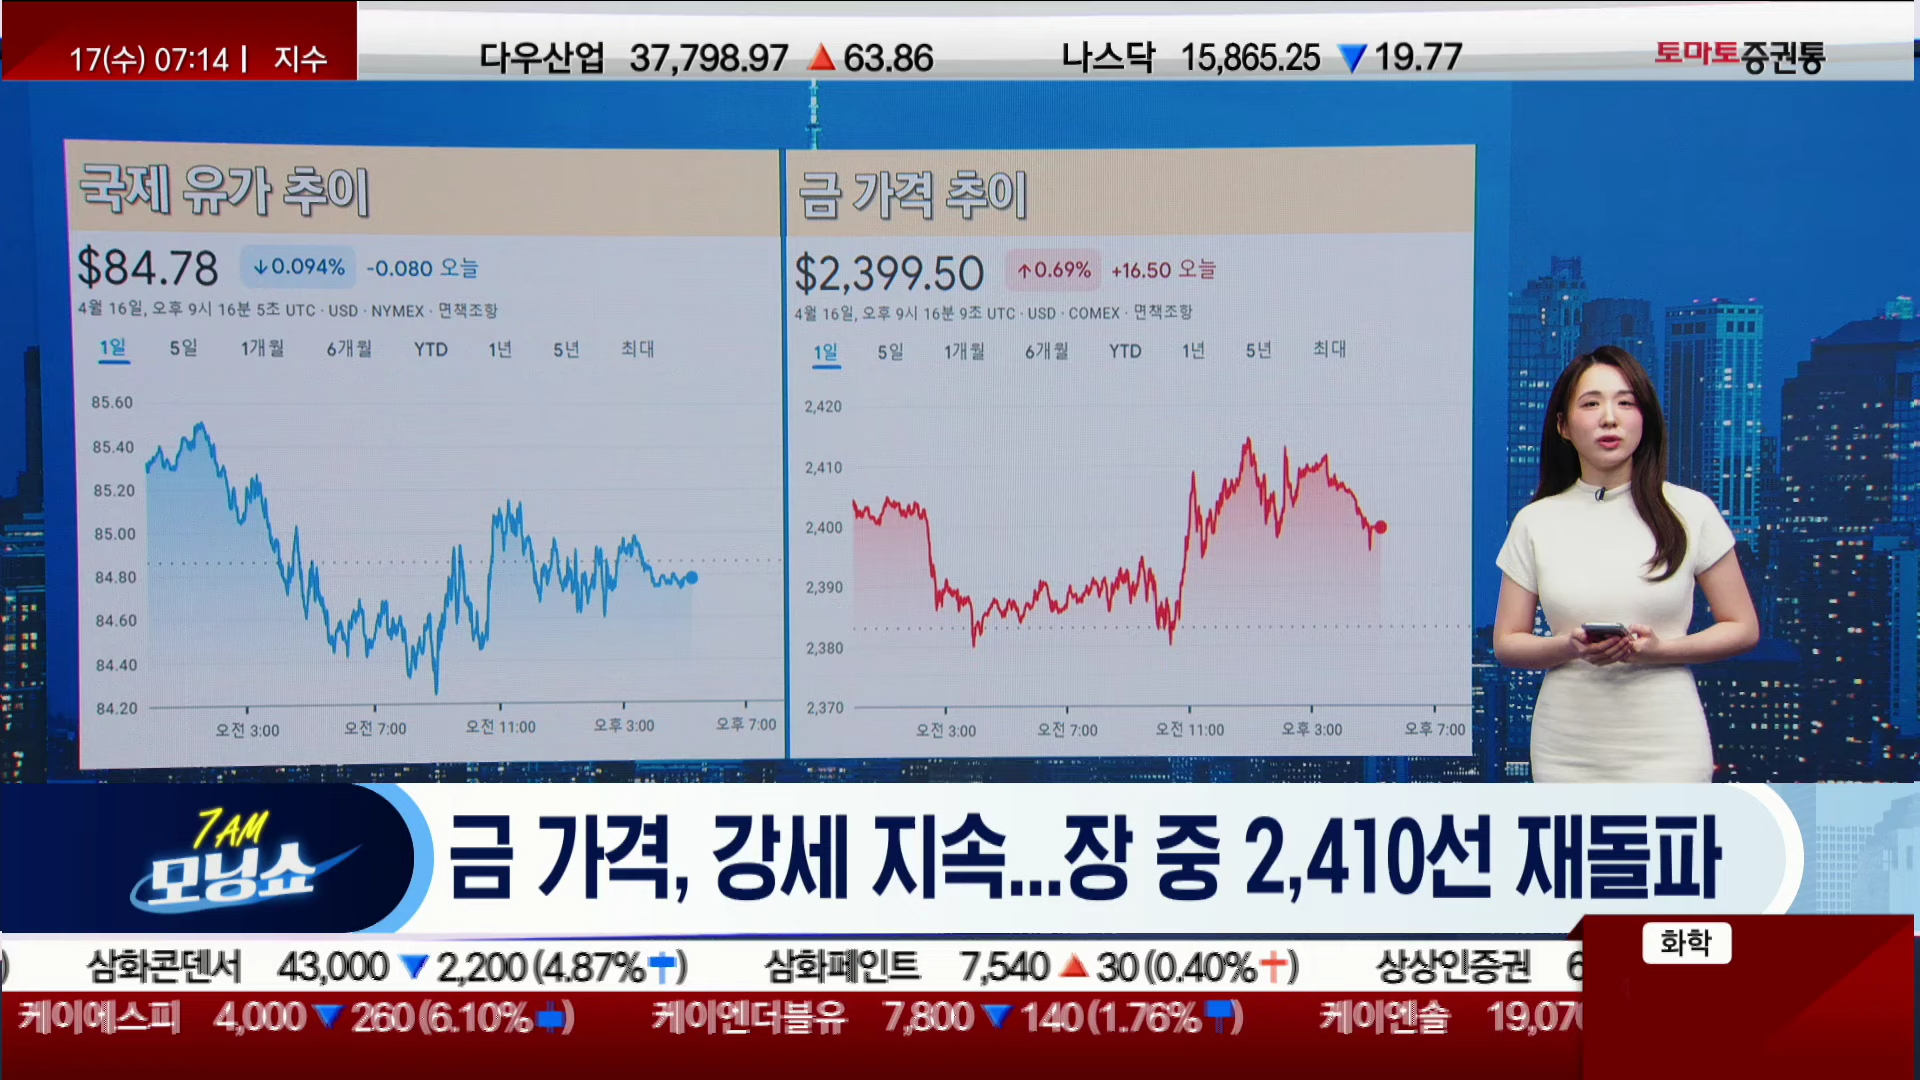 17(수) 07:14 | 지수 다우산업 37,798.97 ▲ 63.86 나스닥 15,865.25 ▼ 19.77 토마토증권통
국제 유가 추이
$84.78 ↓0.094% -0.080 오늘
4월 16일, 오후 9시 16분 5초 UTC · USD · NYMEX · 면책조항
1일 5일 1개월 6개월 YTD 1년 5년 최대
85.60
85.40
85.20
85.00
84.80
84.60
84.40
84.20
오전 3:00 오전 7:00 오전 11:00 오후 3:00 오후 7:00
금 가격 추이
$2,399.50 ↑0.69% +16.50 오늘
4월 16일, 오후 9시 16분 9초 UTC · USD · COMEX · 면책조항
1일 5일 1개월 6개월 YTD 1년 5년 최대
2,420
2,410
2,400
2,390
2,380
2,370
오전 3:00 오전 7:00 오전 11:00 오후 3:00 오후 7:00
7AM
모닝쇼
금 가격, 강세 지속...장 중 2,410선 재돌파
화학
) 삼화콘덴서 43,000 ▼ 2,200 (4.87%↑) 삼화페인트 7,540 ▲ 30 (0.40%↑) 상상인증권
케이에스피 4,000 ▼ 260 (6.10%) 케이엔더블유 7,800 ▼ 140 (1.76%) 케이엔솔 19,070